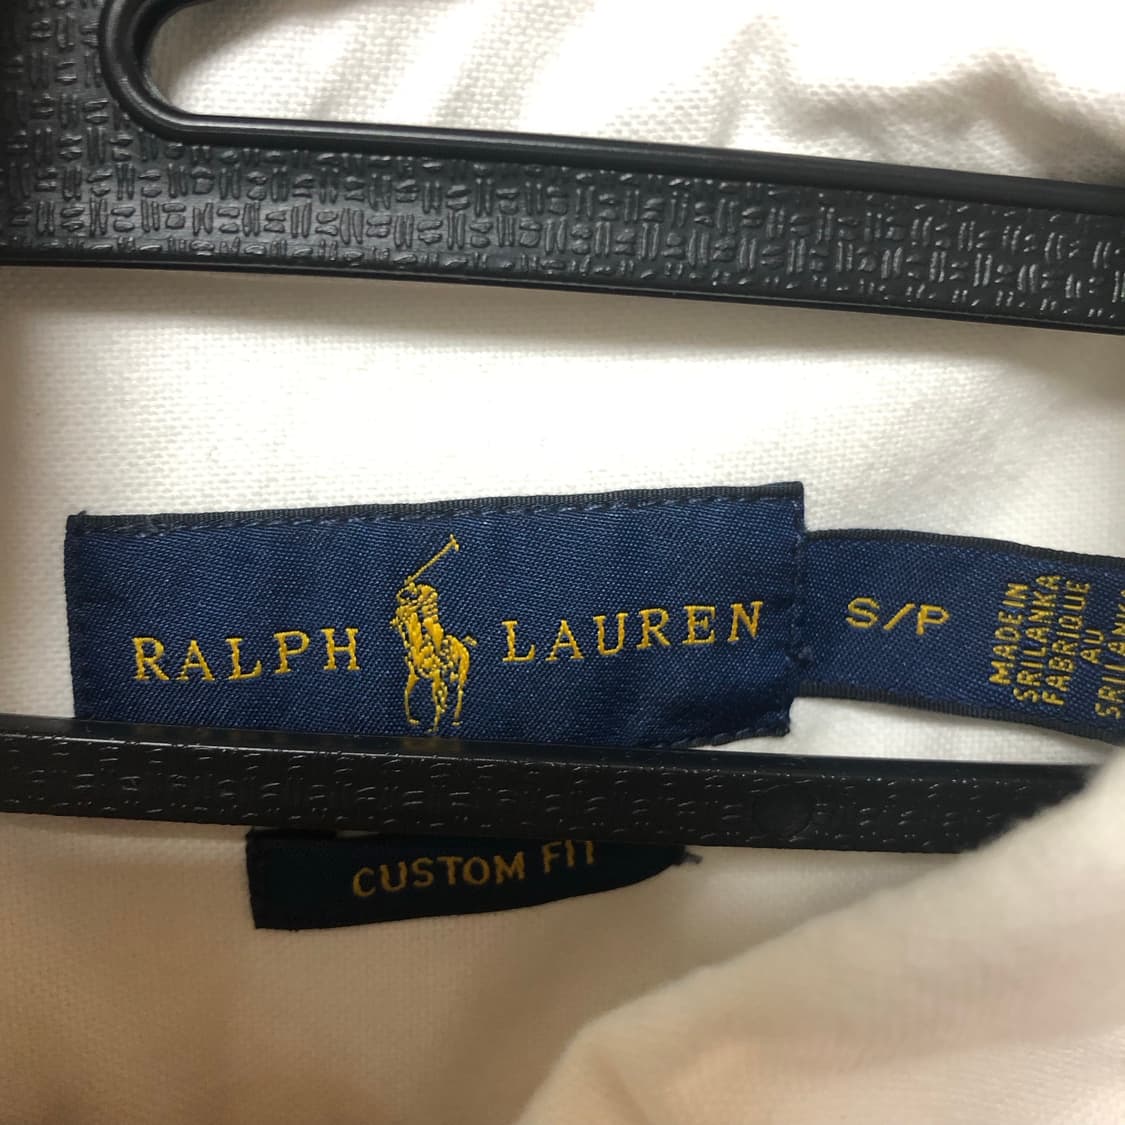 RALPH LAUREN
S/P
MADE IN
SRI LANKA
FABRIQUE
AU
SRI LANKA
CUSTOM FIT